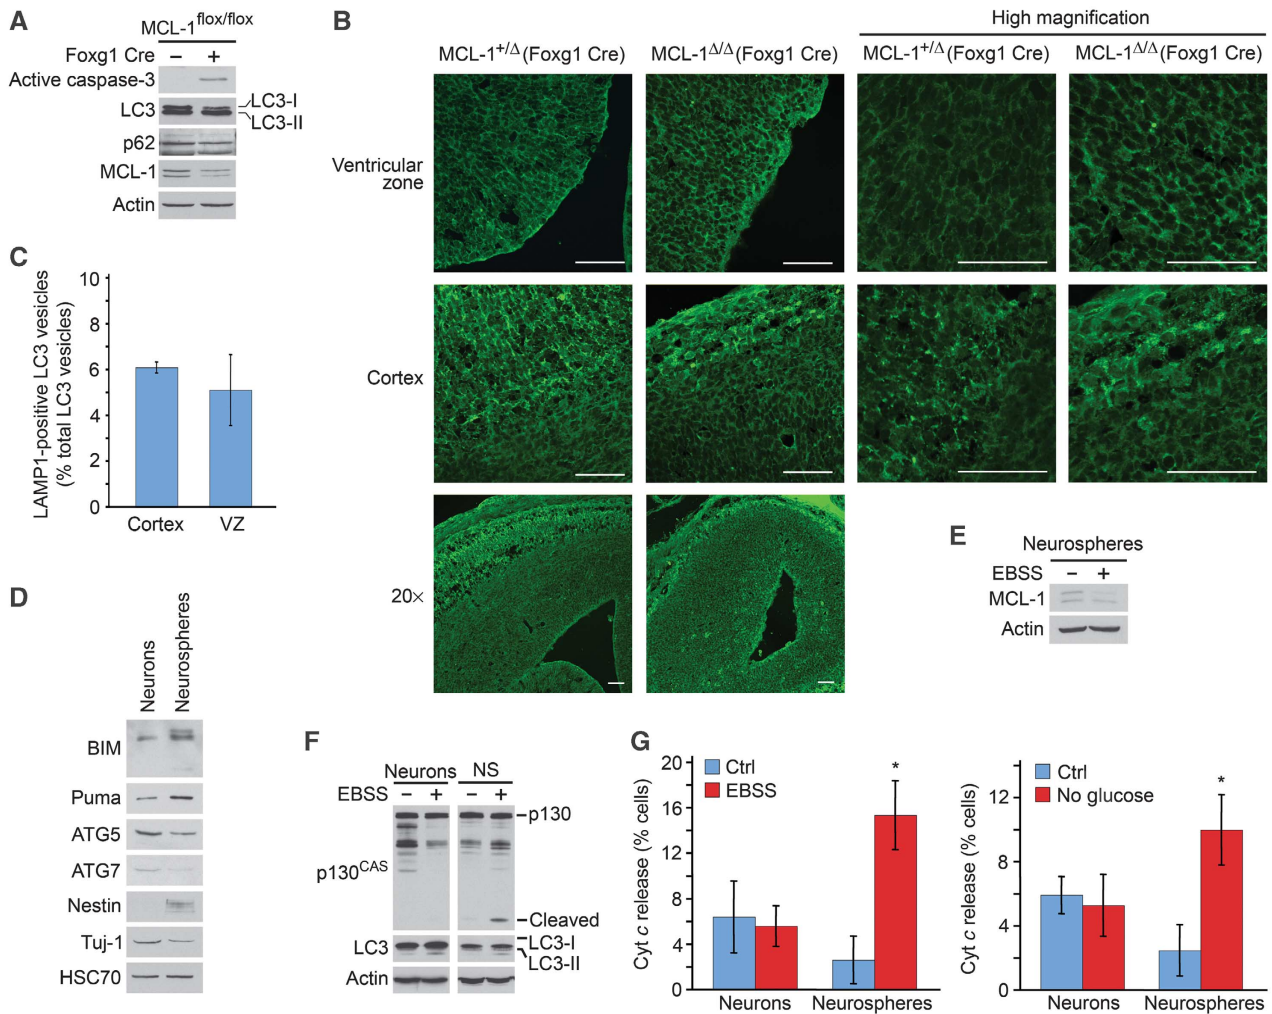 A
MCL-1flox/flox
Foxg1 Cre − +
Active caspase-3
LC3
LC3-I
LC3-II
p62
MCL-1
Actin
B
High magnification
MCL-1+/Δ (Foxg1 Cre) MCL-1Δ/Δ (Foxg1 Cre) MCL-1+/Δ (Foxg1 Cre) MCL-1Δ/Δ (Foxg1 Cre)
Ventricular
zone
Cortex
20×
C
LAMP1-positive LC3 vesicles
(% total LC3 vesicles)
10
8
6
4
2
0
Cortex VZ
D
Neurons
Neurospheres
BIM
Puma
ATG5
ATG7
Nestin
Tuj-1
HSC70
E
Neurospheres
EBSS − +
MCL-1
Actin
F
Neurons NS
EBSS − + − +
p130
p130CAS
Cleaved
LC3
LC3-I
LC3-II
Actin
G
Cyt c release (% cells)
20
16
12
8
4
0
Ctrl
EBSS
*
Neurons Neurospheres
Cyt c release (% cells)
12
8
4
0
Ctrl
No glucose
*
Neurons Neurospheres